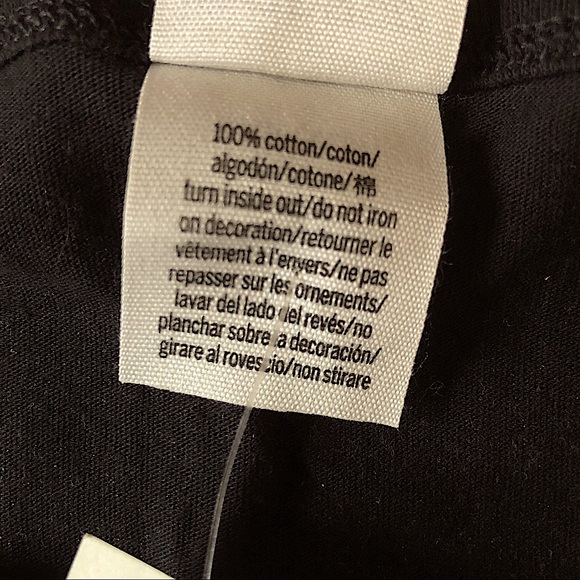 100% cotton/coton/
algodón/cotone/棉
turn inside out/do not iron
on decoration/retourner le
vêtement à l'envers/ne pas
repasser sur les ornements/
lavar del lado del revés/no
planchar sobre la decoración/
girare al rovescio/non stirare